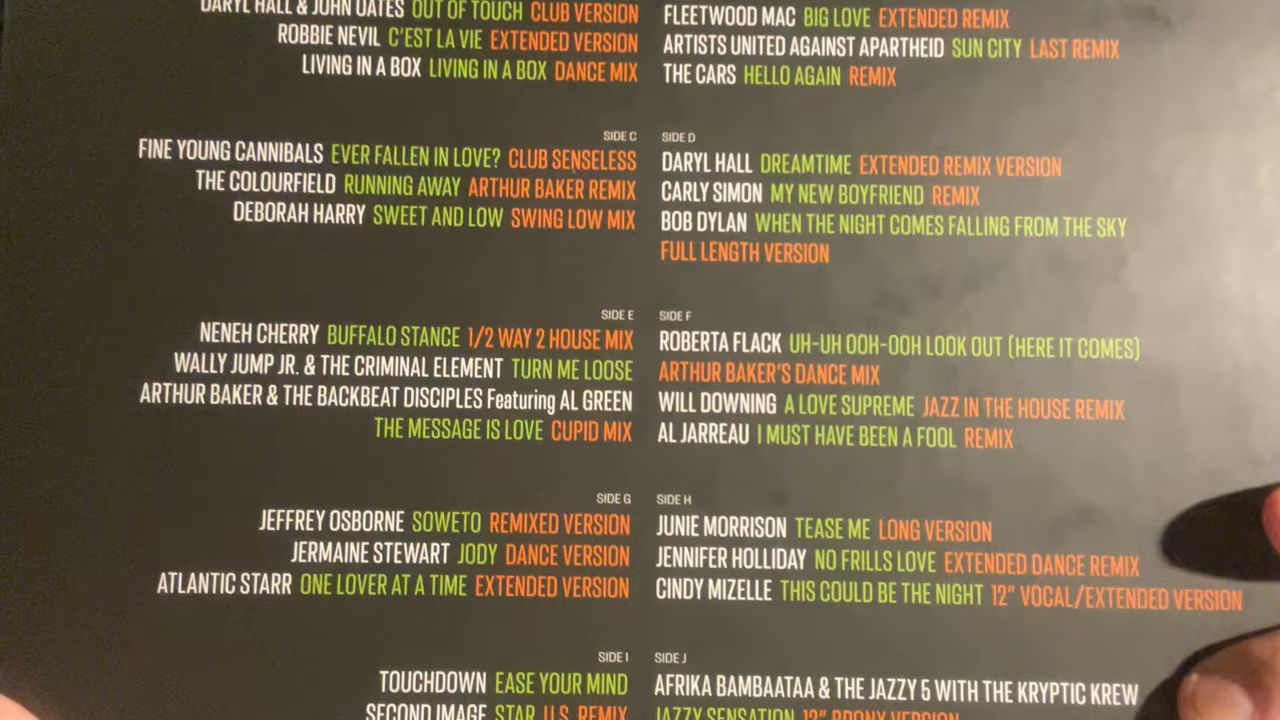 DARYL HALL & JOHN OATES OUT OF TOUCH CLUB VERSION
ROBBIE NEVIL C'EST LA VIE EXTENDED VERSION
LIVING IN A BOX LIVING IN A BOX DANCE MIX
FLEETWOOD MAC BIG LOVE EXTENDED REMIX
ARTISTS UNITED AGAINST APARTHEID SUN CITY LAST REMIX
THE CARS HELLO AGAIN REMIX
SIDE C
FINE YOUNG CANNIBALS EVER FALLEN IN LOVE? CLUB SENSELESS
THE COLOURFIELD RUNNING AWAY ARTHUR BAKER REMIX
DEBORAH HARRY SWEET AND LOW SWING LOW MIX
SIDE D
DARYL HALL DREAMTIME EXTENDED REMIX VERSION
CARLY SIMON MY NEW BOYFRIEND REMIX
BOB DYLAN WHEN THE NIGHT COMES FALLING FROM THE SKY
FULL LENGTH VERSION
SIDE E
NENEH CHERRY BUFFALO STANCE 1/2 WAY 2 HOUSE MIX
WALLY JUMP JR. & THE CRIMINAL ELEMENT TURN ME LOOSE
ARTHUR BAKER & THE BACKBEAT DISCIPLES Featuring AL GREEN
THE MESSAGE IS LOVE CUPID MIX
SIDE F
ROBERTA FLACK UH-UH OOH-OOH LOOK OUT (HERE IT COMES)
ARTHUR BAKER'S DANCE MIX
WILL DOWNING A LOVE SUPREME JAZZ IN THE HOUSE REMIX
AL JARREAU I MUST HAVE BEEN A FOOL REMIX
SIDE G
JEFFREY OSBORNE SOWETO REMIXED VERSION
JERMAINE STEWART JODY DANCE VERSION
ATLANTIC STARR ONE LOVER AT A TIME EXTENDED VERSION
SIDE H
JUNIE MORRISON TEASE ME LONG VERSION
JENNIFER HOLLIDAY NO FRILLS LOVE EXTENDED DANCE REMIX
CINDY MIZELLE THIS COULD BE THE NIGHT 12" VOCAL/EXTENDED VERSION
SIDE I
TOUCHDOWN EASE YOUR MIND
SECOND IMAGE STAR U.S. REMIX
SIDE J
AFRIKA BAMBAATAA & THE JAZZY 5 WITH THE KRYPTIC KREW
JAZZY SENSATION 12" BRONX VERSION